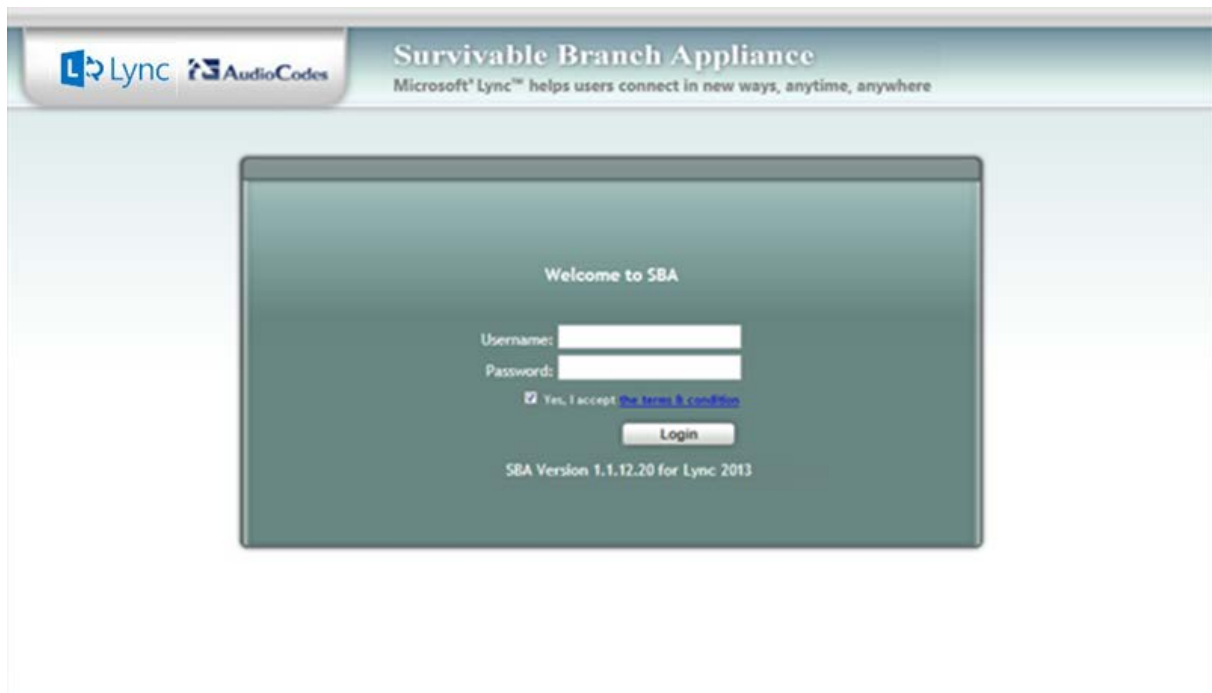 Lync AudioCodes
Survivable Branch Appliance
Microsoft® Lync™ helps users connect in new ways, anytime, anywhere
Welcome to SBA
Username:
Password:
Yes, I accept the terms & condition
Login
SBA Version 1.1.12.20 for Lync 2013